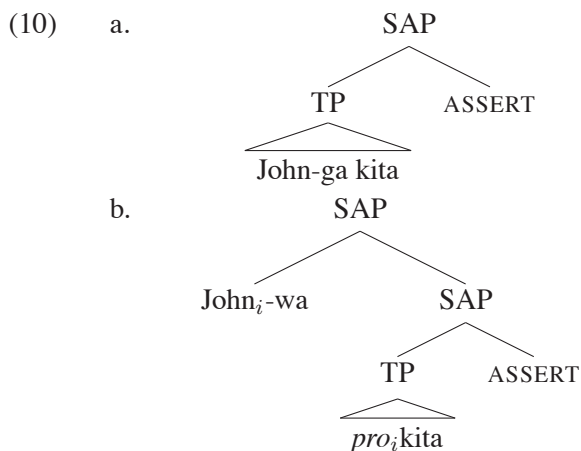 (10) a. SAP
TP ASSERT
John-ga kita
b. SAP
Johni-wa SAP
TP ASSERT
proikita